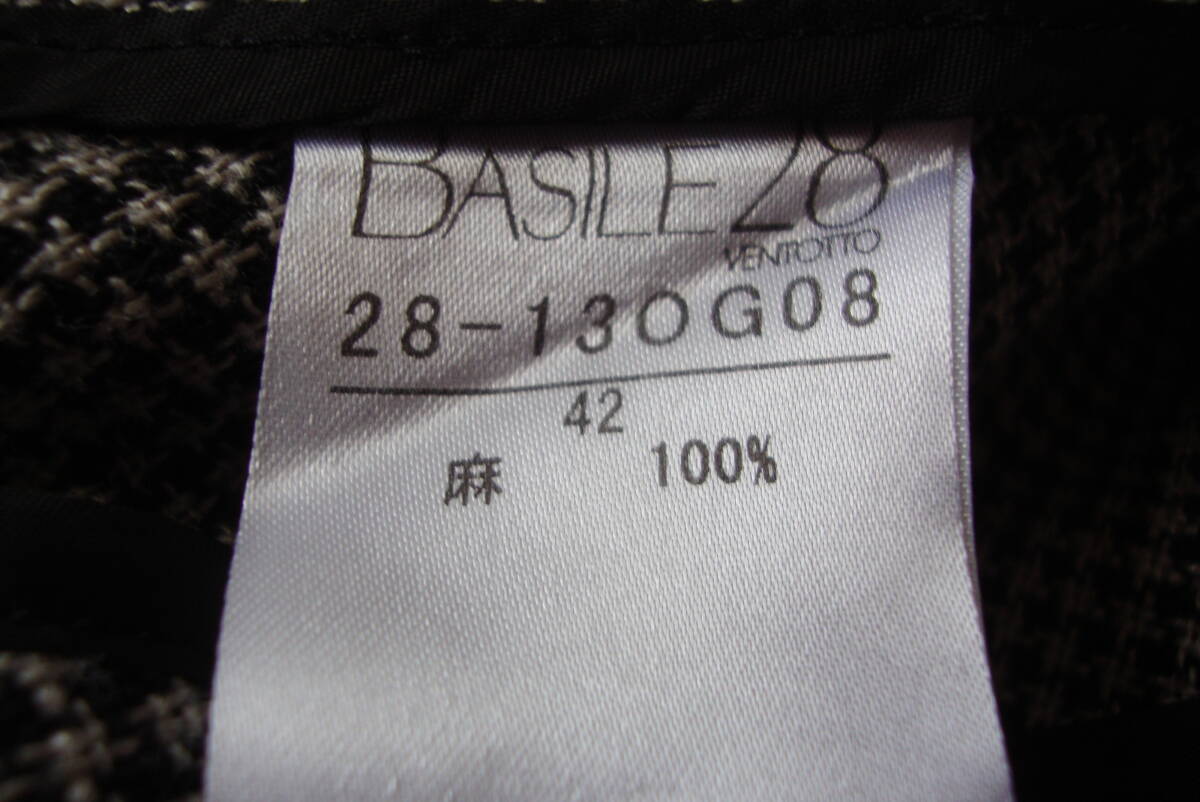 BASILE28
VENTOTTO
28-13OG08
42
麻 100%